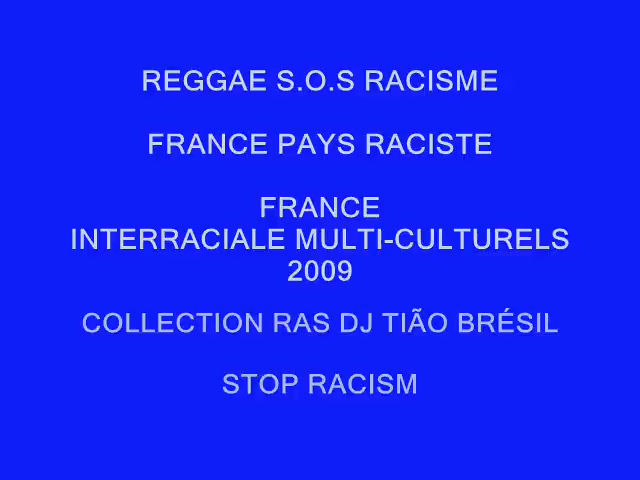 REGGAE S.O.S RACISME
FRANCE PAYS RACISTE
FRANCE
INTERRACIALE MULTI-CULTURELS
2009
COLLECTION RAS DJ TIÃO BRÉSIL
STOP RACISM